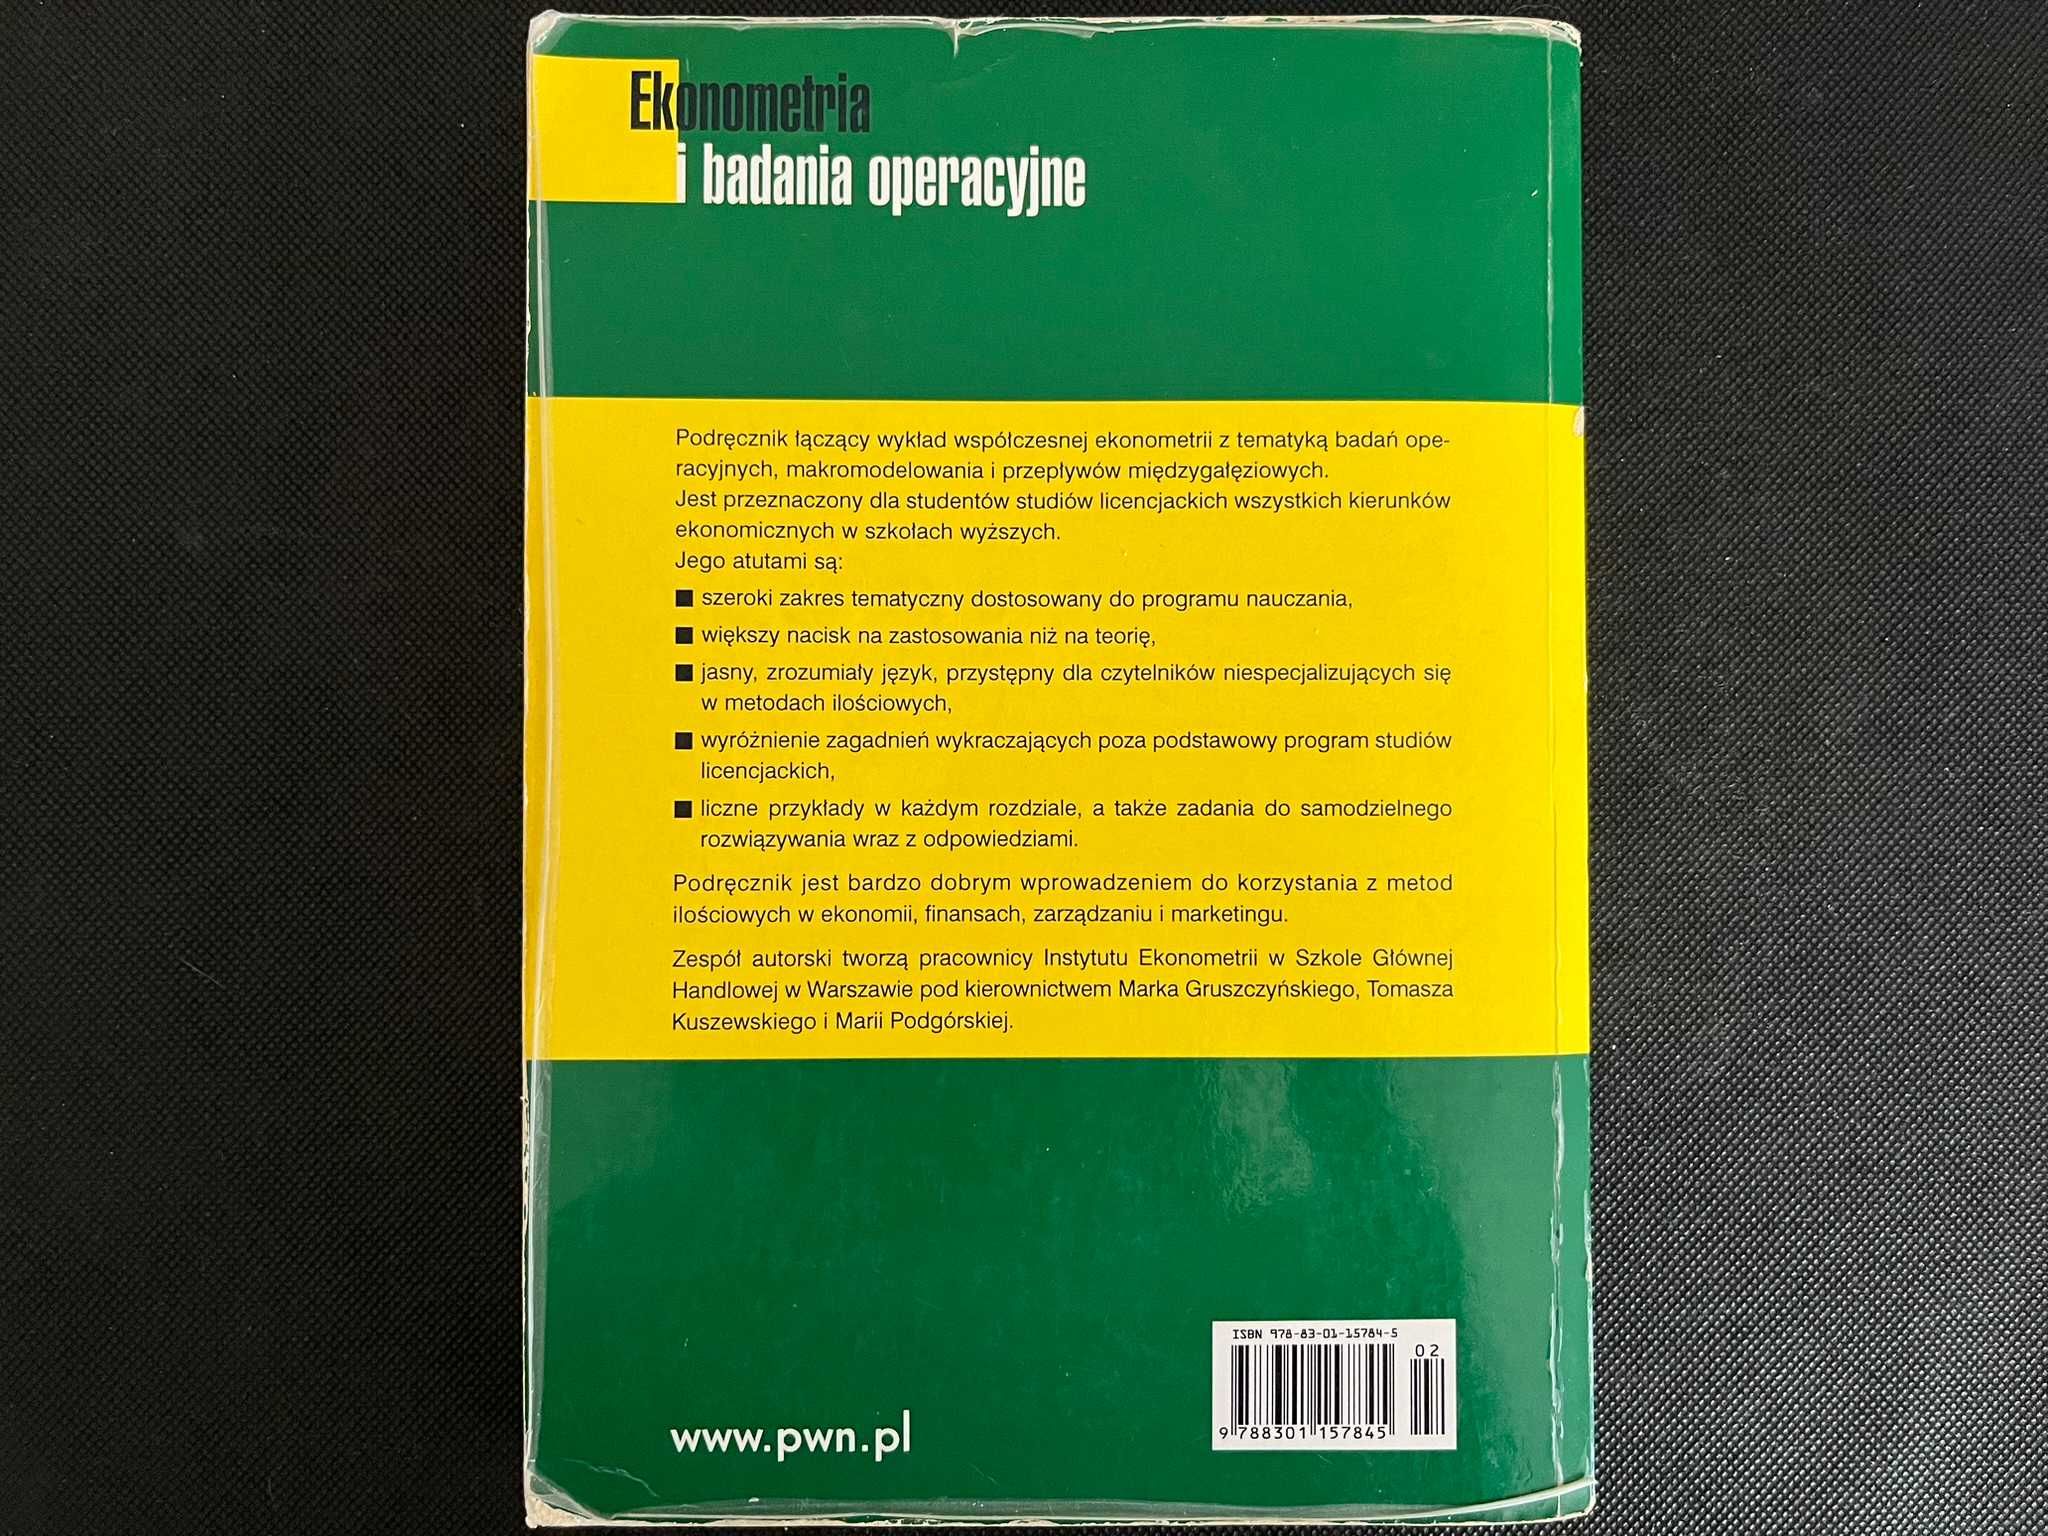 Ekonometria
i badania operacyjne
Podręcznik łączący wykład współczesnej ekonometrii z tematyką badań ope-
racyjnych, makromodelowania i przepływów międzygałęziowych.
Jest przeznaczony dla studentów studiów licencjackich wszystkich kierunków
ekonomicznych w szkołach wyższych.
Jego atutami są:
■ szeroki zakres tematyczny dostosowany do programu nauczania,
■ większy nacisk na zastosowania niż na teorię,
■ jasny, zrozumiały język, przystępny dla czytelników niespecjalizujących się
w metodach ilościowych,
■ wyróżnienie zagadnień wykraczających poza podstawowy program studiów
licencjackich,
■ liczne przykłady w każdym rozdziale, a także zadania do samodzielnego
rozwiązywania wraz z odpowiedziami.
Podręcznik jest bardzo dobrym wprowadzeniem do korzystania z metod
ilościowych w ekonomii, finansach, zarządzaniu i marketingu.
Zespół autorski tworzą pracownicy Instytutu Ekonometrii w Szkole Głównej
Handlowej w Warszawie pod kierownictwem Marka Gruszczyńskiego, Tomasza
Kuszewskiego i Marii Podgórskiej.
ISBN 978-83-01-15784-5
02
9 788301 157845
www.pwn.pl